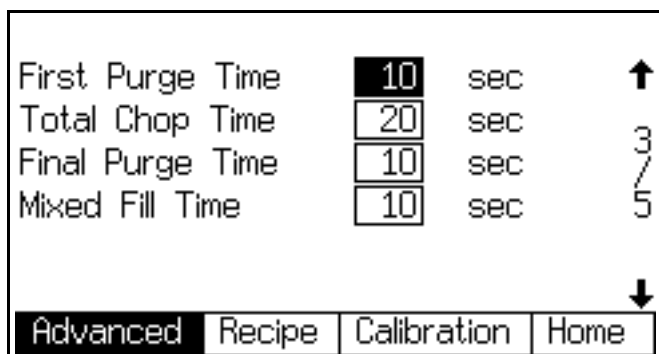 First Purge Time 10 sec
Total Chop Time 20 sec
Final Purge Time 10 sec
Mixed Fill Time 10 sec
3/5
Advanced Recipe Calibration Home